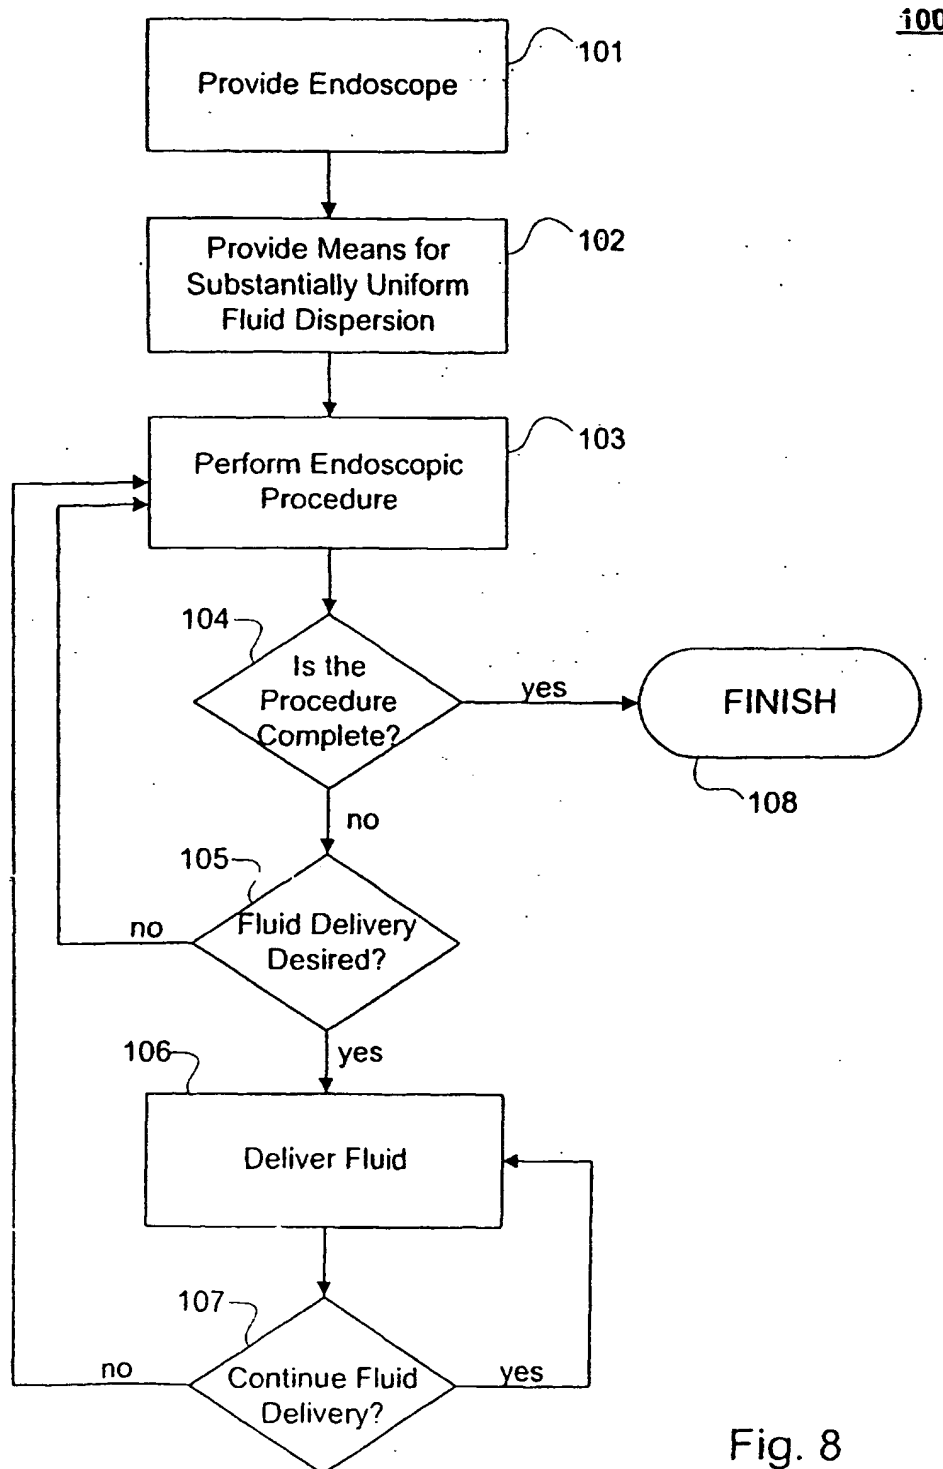 100
101
Provide Endoscope
102
Provide Means for
Substantially Uniform
Fluid Dispersion
103
Perform Endoscopic
Procedure
104
Is the
Procedure
Complete?
yes
FINISH
108
no
105
Fluid Delivery
Desired?
no
yes
106
Deliver Fluid
107
Continue Fluid
Delivery?
no
yes
Fig. 8